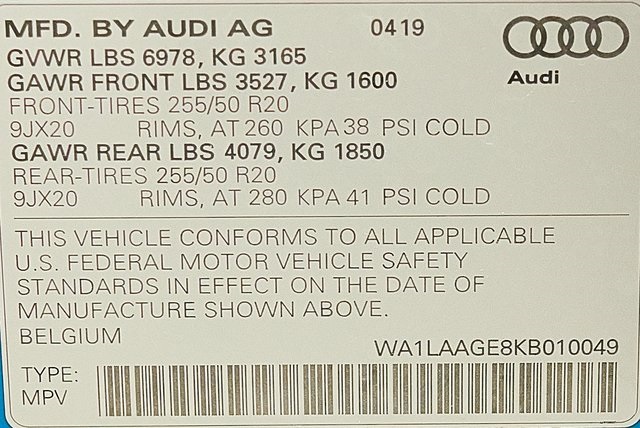 MFD. BY AUDI AG 0419
GVWR LBS 6978, KG 3165
GAWR FRONT LBS 3527, KG 1600
Audi
FRONT-TIRES 255/50 R20
9JX20 RIMS, AT 260 KPA 38 PSI COLD
GAWR REAR LBS 4079, KG 1850
REAR-TIRES 255/50 R20
9JX20 RIMS, AT 280 KPA 41 PSI COLD
THIS VEHICLE CONFORMS TO ALL APPLICABLE
U.S. FEDERAL MOTOR VEHICLE SAFETY
STANDARDS IN EFFECT ON THE DATE OF
MANUFACTURE SHOWN ABOVE.
BELGIUM
WA1LAAGE8KB010049
TYPE:
MPV